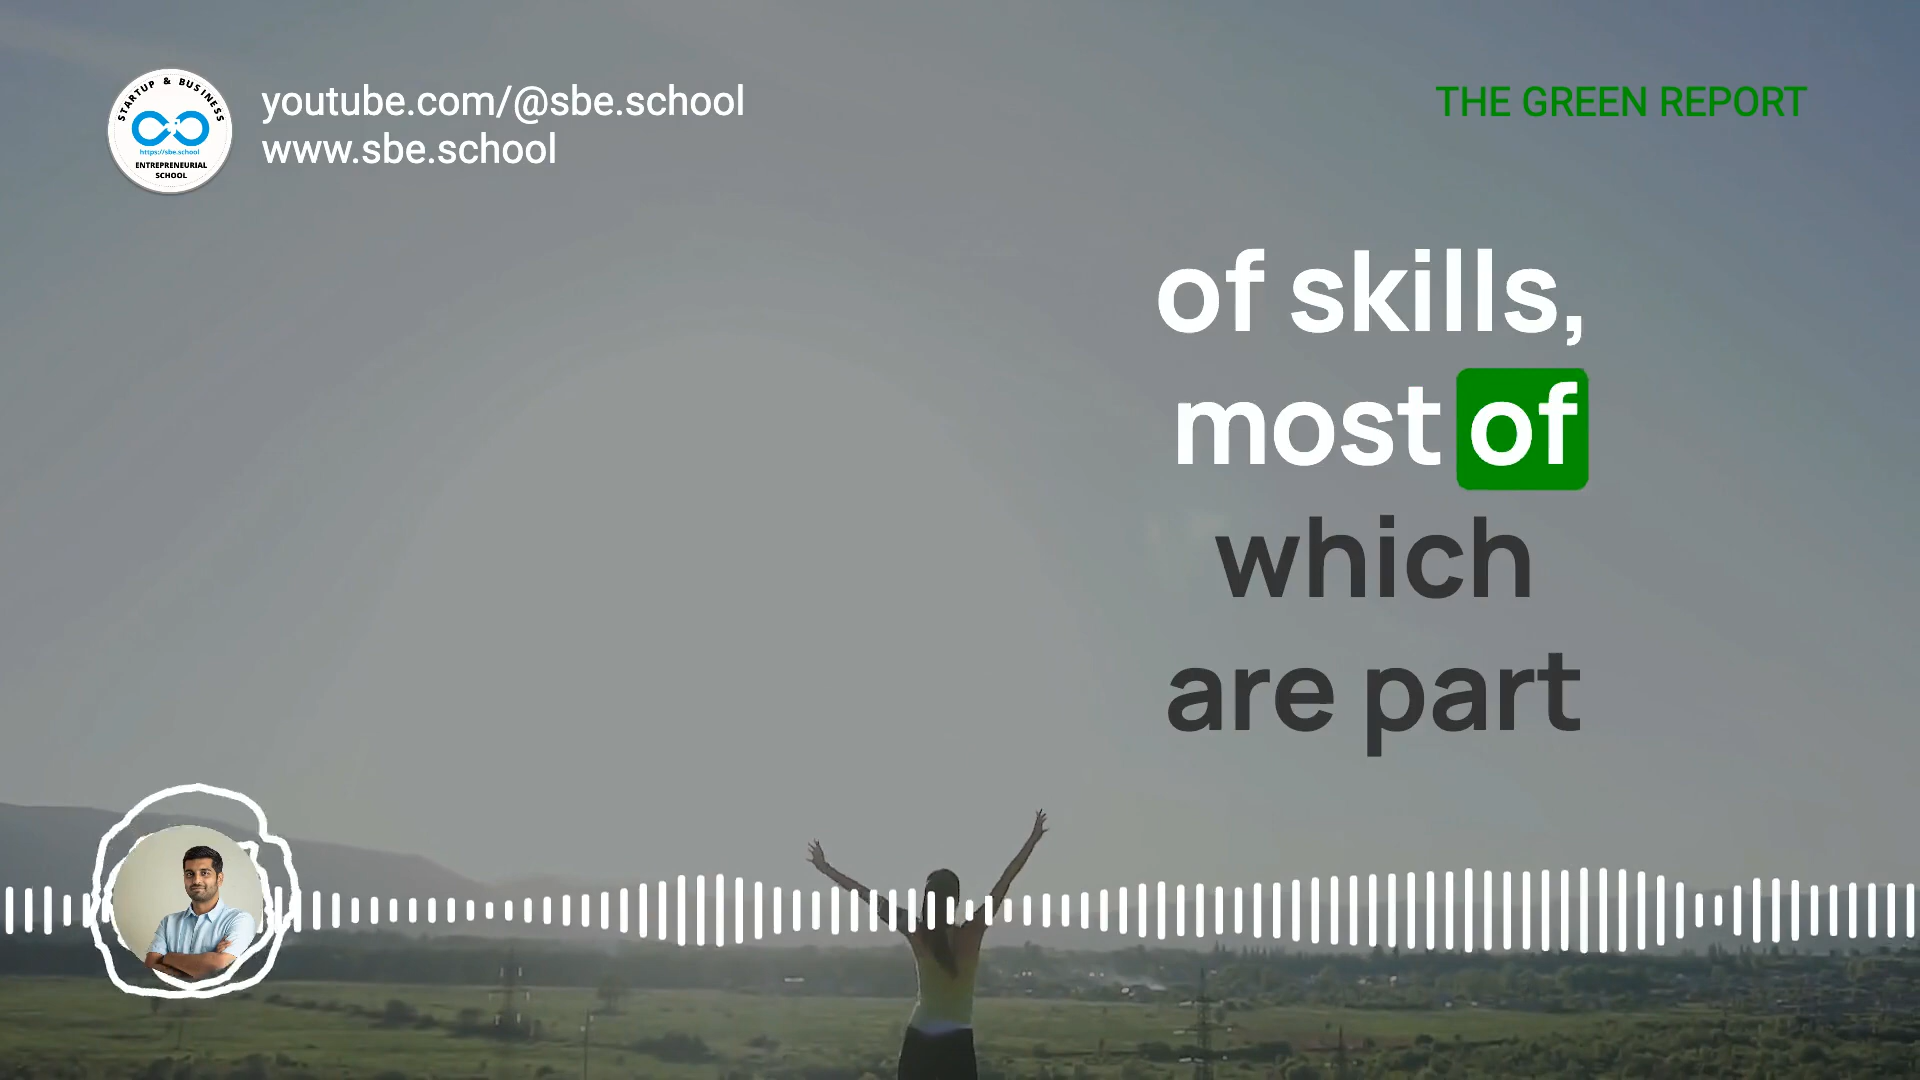 STARTUP & BUSINESS
https://sbe.school
ENTREPRENEURIAL
SCHOOL
youtube.com/@sbe.school
www.sbe.school
THE GREEN REPORT
of skills,
most of
which
are part